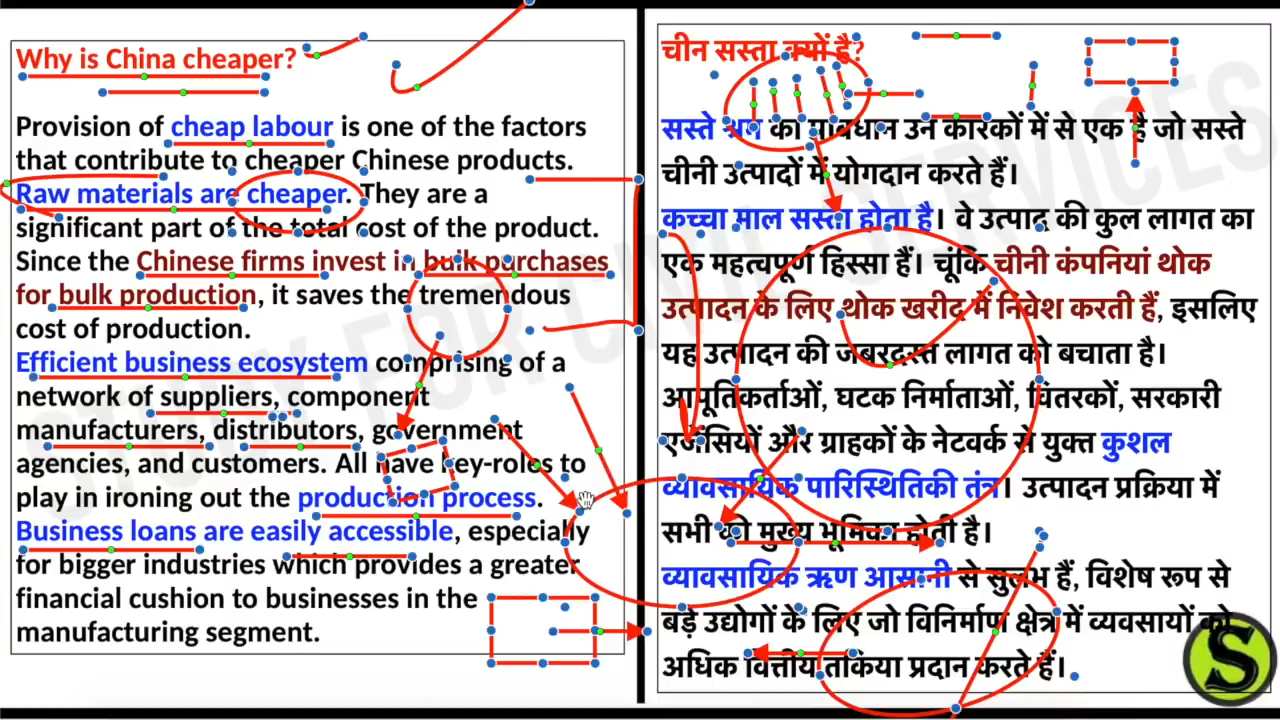 Why is China cheaper?
Provision of cheap labour is one of the factors
that contribute to cheaper Chinese products.
Raw materials are cheaper. They are a
significant part of the total cost of the product.
Since the Chinese firms invest in bulk purchases
for bulk production, it saves the tremendous
cost of production.
Efficient business ecosystem comprising of a
network of suppliers, component
manufacturers, distributors, government
agencies, and customers. All have key-roles to
play in ironing out the production process.
Business loans are easily accessible, especially
for bigger industries which provides a greater
financial cushion to businesses in the
manufacturing segment.
चीन सस्ता क्यों है?
सस्ते श्रम का प्रावधान उन कारकों में से एक है जो सस्ते
चीनी उत्पादों में योगदान करते हैं।
कच्चा माल सस्ता होता है। वे उत्पाद की कुल लागत का
एक महत्वपूर्ण हिस्सा हैं। चूंकि चीनी कंपनियां थोक
उत्पादन के लिए थोक खरीद में निवेश करती हैं, इसलिए
यह उत्पादन की जबरदस्त लागत को बचाता है।
आपूर्तिकर्ताओं, घटक निर्माताओं, वितरकों, सरकारी
एजेंसियों और ग्राहकों के नेटवर्क से युक्त कुशल
व्यावसायिक पारिस्थितिकी तंत्र। उत्पादन प्रक्रिया में
सभी की मुख्य भूमिका होती है।
व्यावसायिक ऋण आसानी से सुलभ हैं, विशेष रूप से
बड़े उद्योगों के लिए जो विनिर्माण क्षेत्र में व्यवसायों को
अधिक वित्तीय तकिया प्रदान करते हैं।
STUDY FOR CIVIL SERVICES
S